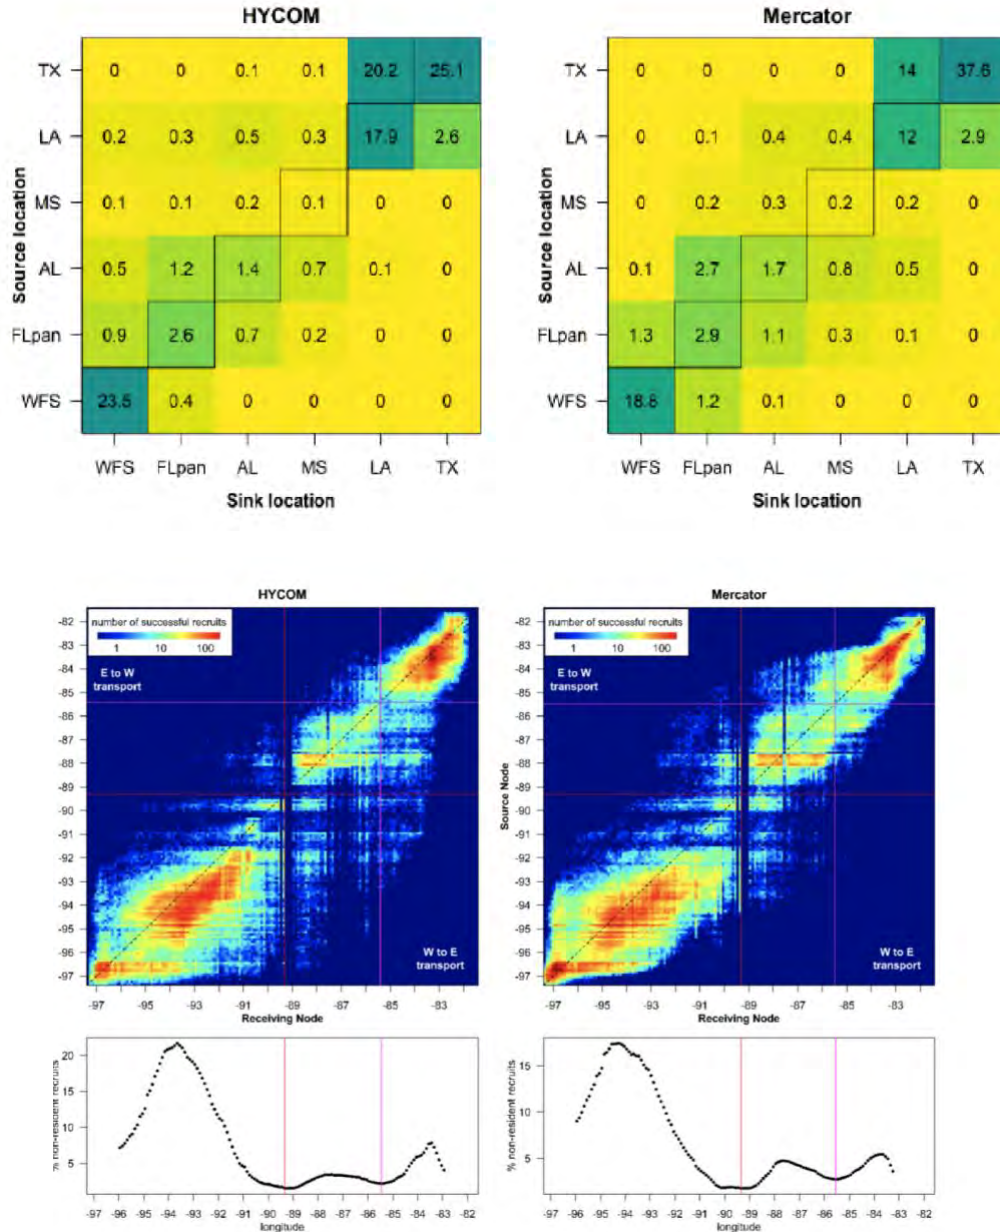 HYCOM Mercator
TX 0 0 0.1 0.1 20.2 25.1 TX 0 0 0 0 14 37.6
LA 0.2 0.3 0.5 0.3 17.9 2.6 LA 0 0.1 0.4 0.4 12 2.9
MS 0.1 0.1 0.2 0.1 0 0 MS 0 0.2 0.3 0.2 0.2 0
AL 0.5 1.2 1.4 0.7 0.1 0 AL 0.1 2.7 1.7 0.8 0.5 0
FLpan 0.9 2.6 0.7 0.2 0 0 FLpan 1.3 2.9 1.1 0.3 0.1 0
WFS 23.5 0.4 0 0 0 0 WFS 18.8 1.2 0.1 0 0 0
Source location Source location
WFS FLpan AL MS LA TX WFS FLpan AL MS LA TX
Sink location Sink location
HYCOM Mercator
number of successful recruits number of successful recruits
1 10 100 1 10 100
E to W E to W
transport transport
-82 -82
-83 -83
-84 -84
-85 -85
-86 -86
-87 -87
-88 -88
-89 -89
-90 -90
-91 -91
-92 -92
-93 -93
-94 -94
-95 -95
-96 -96
-97 -97
Source Node
W to E W to E
transport transport
-97 -95 -93 -91 -89 -87 -85 -83 -97 -95 -93 -91 -89 -87 -85 -83
Receiving Node Receiving Node
% non-resident recruits % non-resident recruits
20 15
15 10
10 5
5
-97 -96 -95 -94 -93 -92 -91 -90 -89 -88 -87 -86 -85 -84 -83 -82 -97 -96 -95 -94 -93 -92 -91 -90 -89 -88 -87 -86 -85 -84 -83 -82
longitude longitude